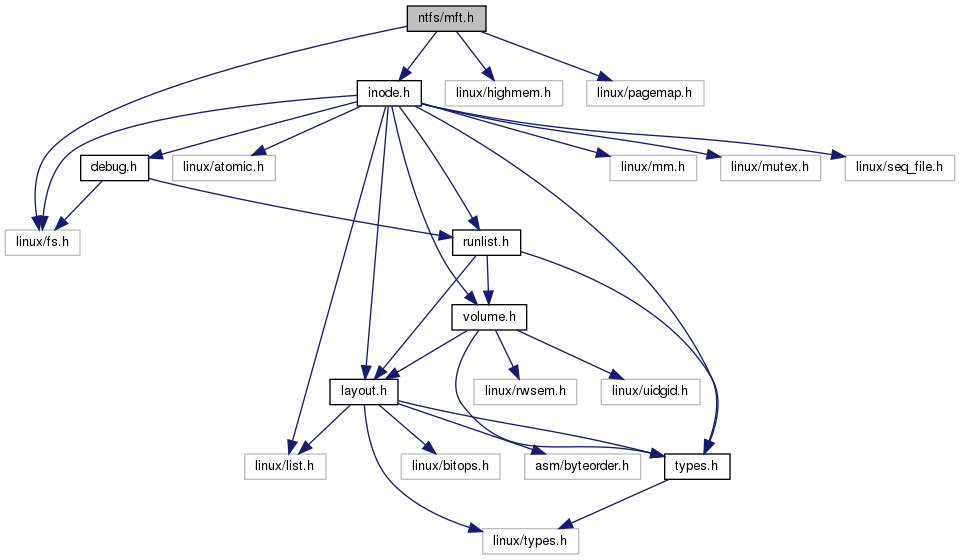 ntfs/mft.h
inode.h
linux/highmem.h
linux/pagemap.h
debug.h
linux/atomic.h
linux/mm.h
linux/mutex.h
linux/seq_file.h
linux/fs.h
runlist.h
volume.h
layout.h
linux/rwsem.h
linux/uidgid.h
linux/list.h
linux/bitops.h
asm/byteorder.h
types.h
linux/types.h